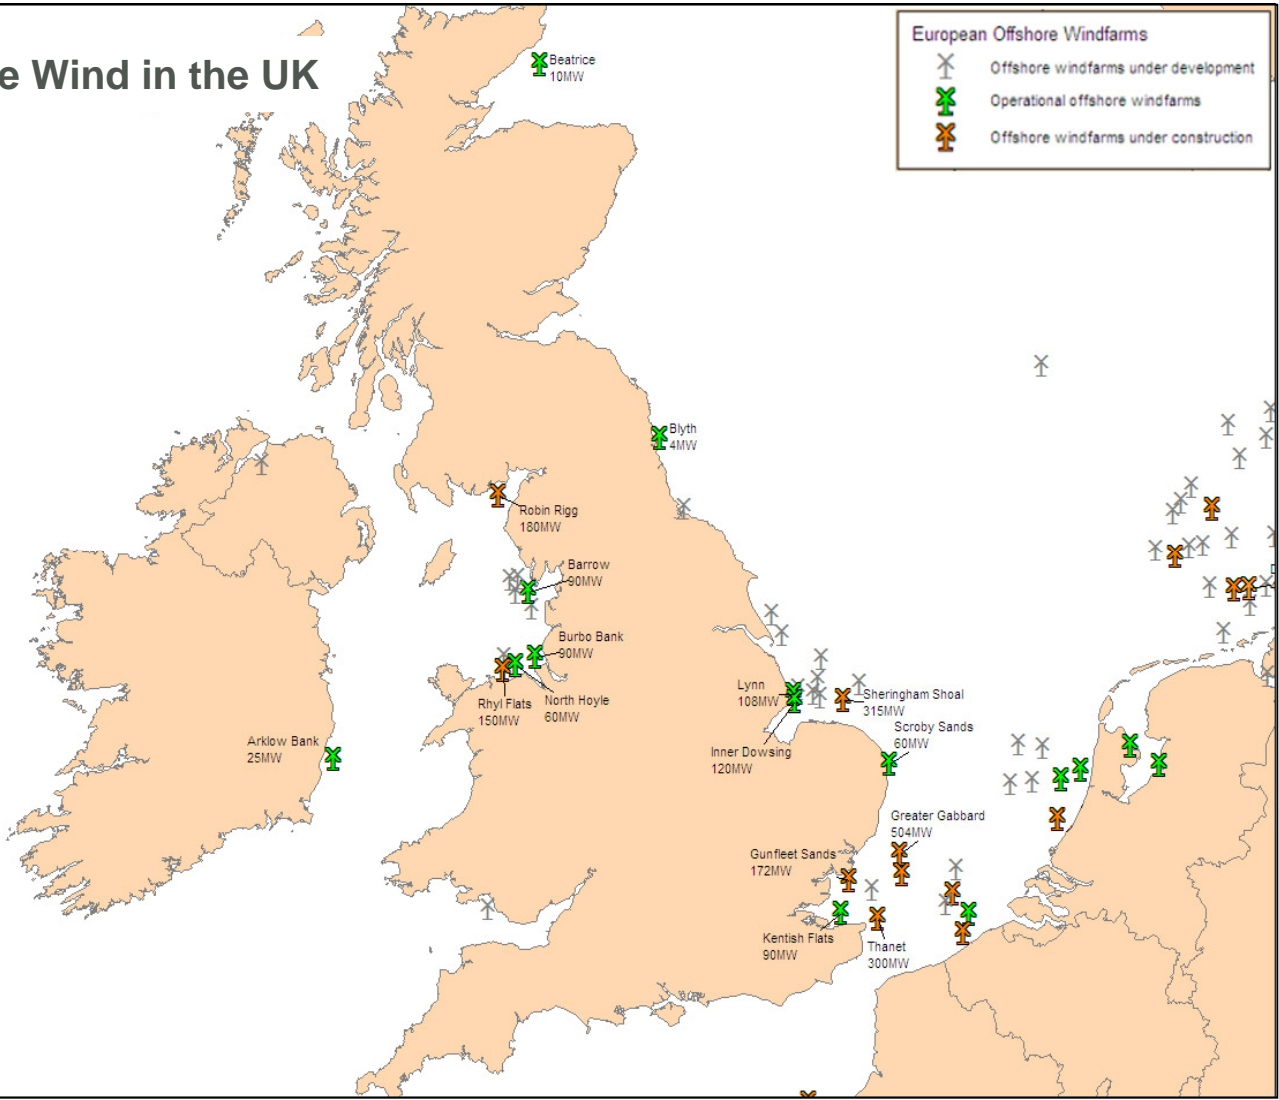 e Wind in the UK
European Offshore Windfarms
Offshore windfarms under development
Operational offshore windfarms
Offshore windfarms under construction
Beatrice
10MW
Blyth
4MW
Robin Rigg
180MW
Barrow
90MW
Burbo Bank
90MW
North Hoyle
60MW
Rhyl Flats
150MW
Arklow Bank
25MW
Lynn
108MW
Sheringham Shoal
315MW
Scroby Sands
60MW
Inner Dowsing
120MW
Greater Gabbard
504MW
Gunfleet Sands
172MW
Kentish Flats
90MW
Thanet
300MW